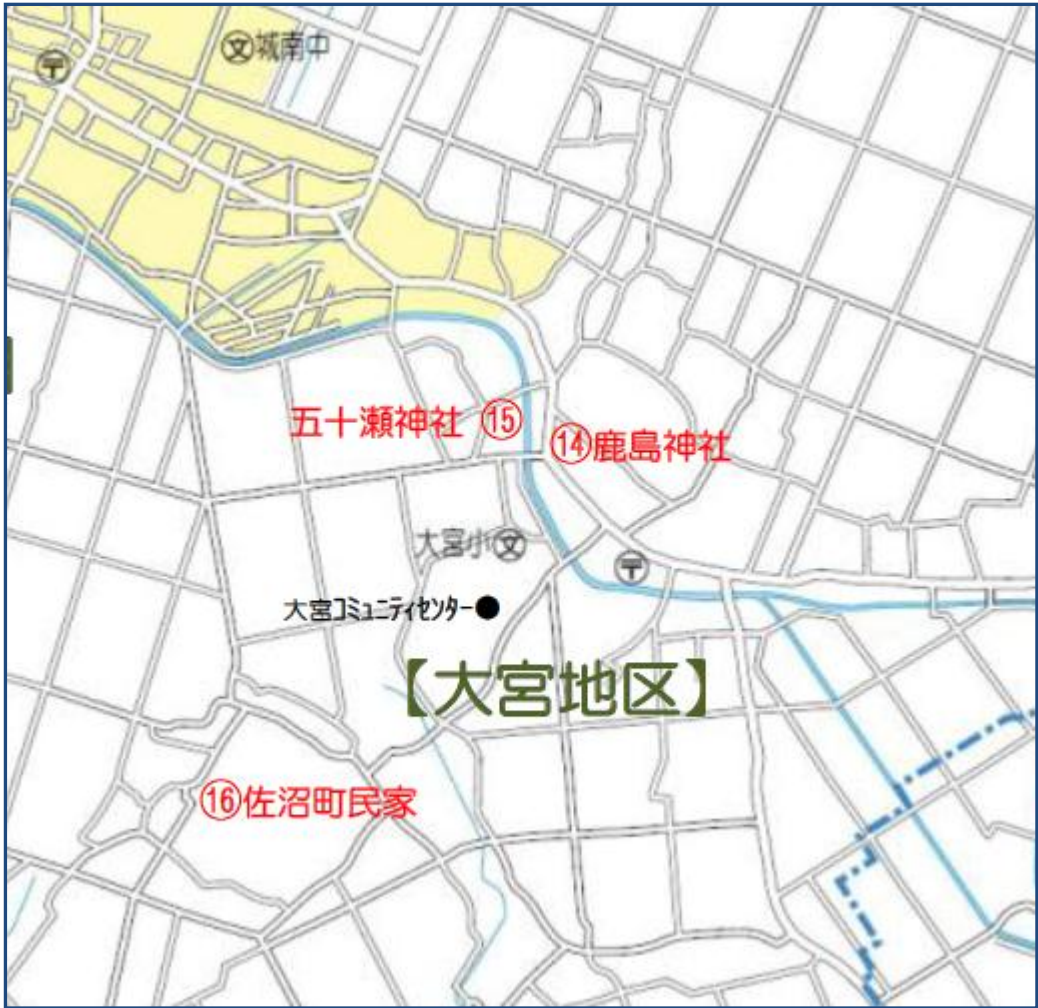 〒
文城南中
五十瀬神社 ⑮
⑭鹿島神社
大宮小文
〒
大宮コミュニティセンター●
【大宮地区】
⑯佐沼町民家